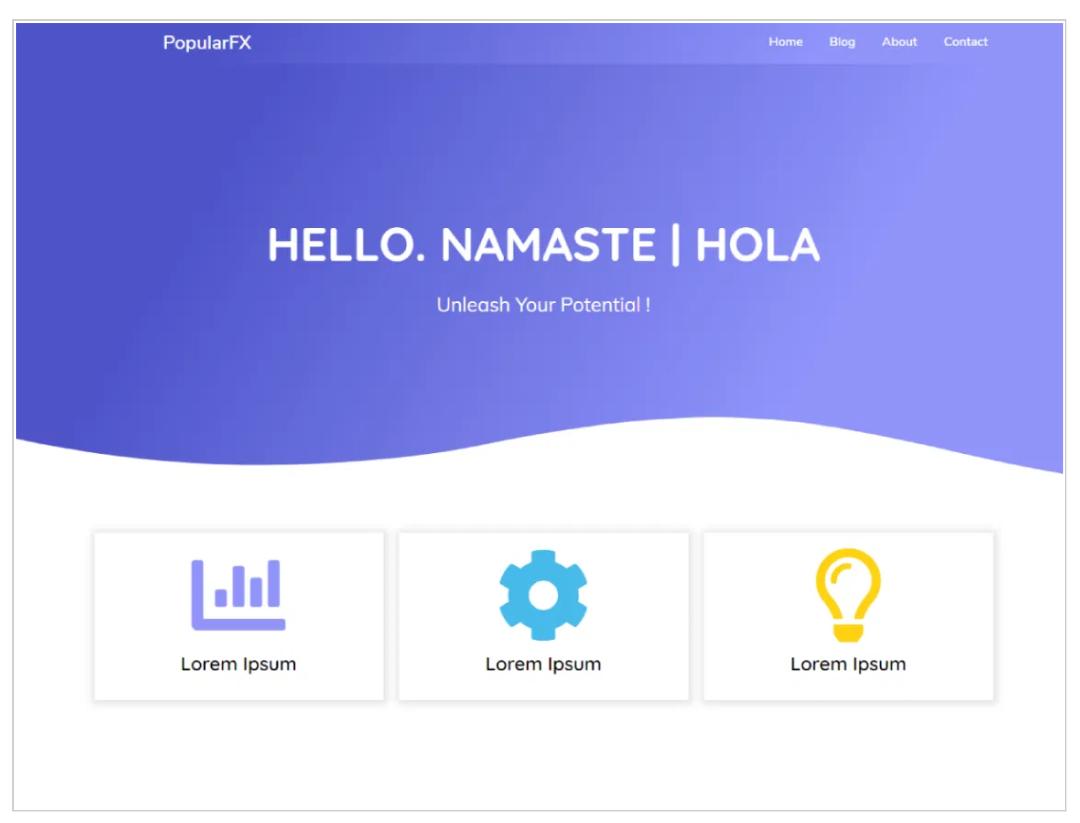 PopularFX
Home Blog About Contact
HELLO. NAMASTE | HOLA
Unleash Your Potential !
Lorem Ipsum
Lorem Ipsum
Lorem Ipsum